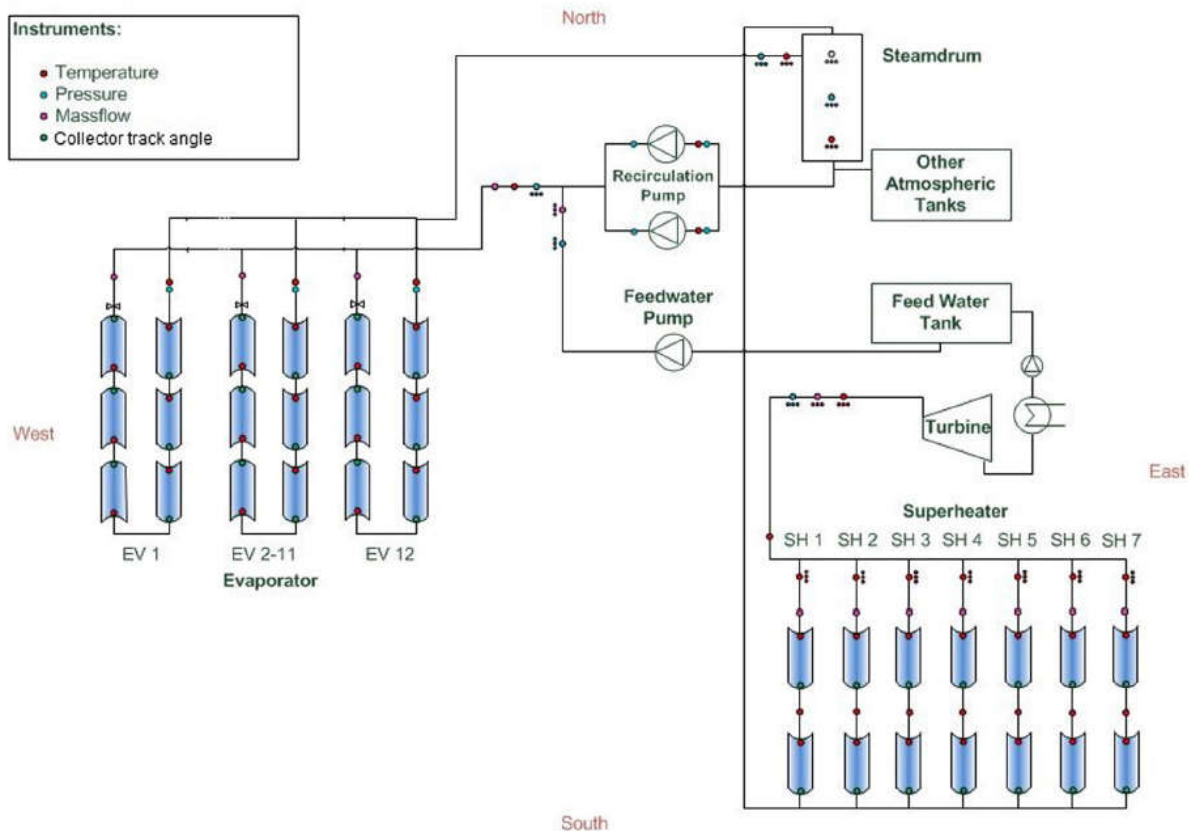 North
Instruments:
Temperature
Pressure
Massflow
Collector track angle
Steamdrum
Other
Atmospheric
Tanks
Recirculation
Pump
Feedwater
Pump
Feed Water
Tank
West
Turbine
East
Superheater
SH 1 SH 2 SH 3 SH 4 SH 5 SH 6 SH 7
EV 1 EV 2-11 EV 12
Evaporator
South